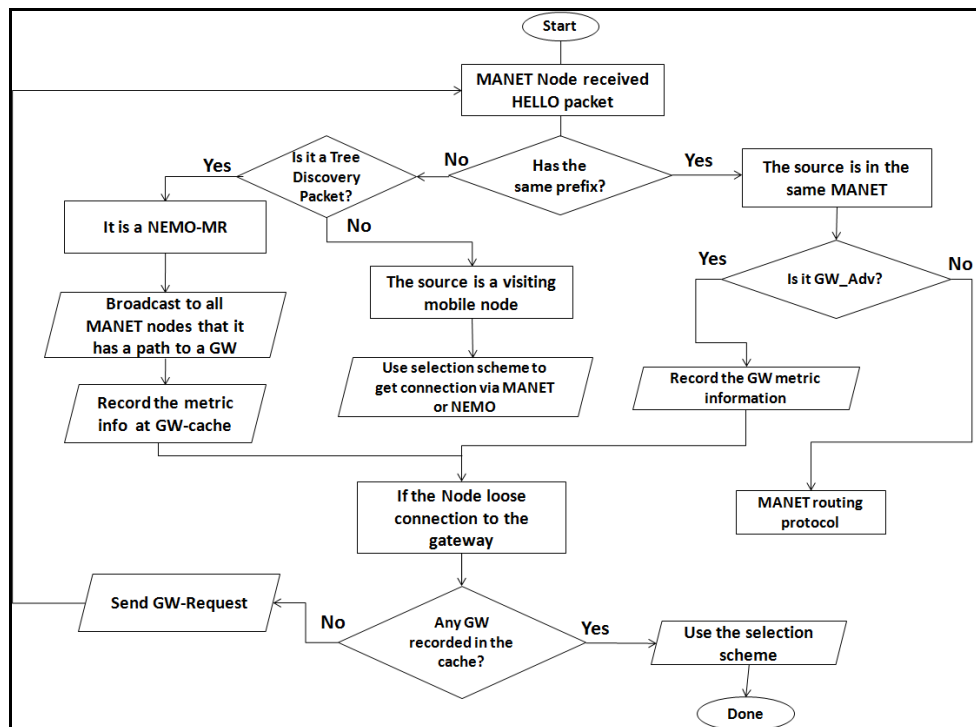 Start
MANET Node received
HELLO packet
Is it a Tree
Discovery
Packet?
Yes
No
Has the
same prefix?
Yes
The source is in the
same MANET
It is a NEMO-MR
No
The source is a visiting
mobile node
Yes
Is it GW_Adv?
No
Broadcast to all
MANET nodes that it
has a path to a GW
Use selection scheme to
get connection via MANET
or NEMO
Record the GW metric
information
Record the metric
info at GW-cache
If the Node loose
connection to the
gateway
MANET routing
protocol
Send GW-Request
No
Any GW
recorded in the
cache?
Yes
Use the selection
scheme
Done